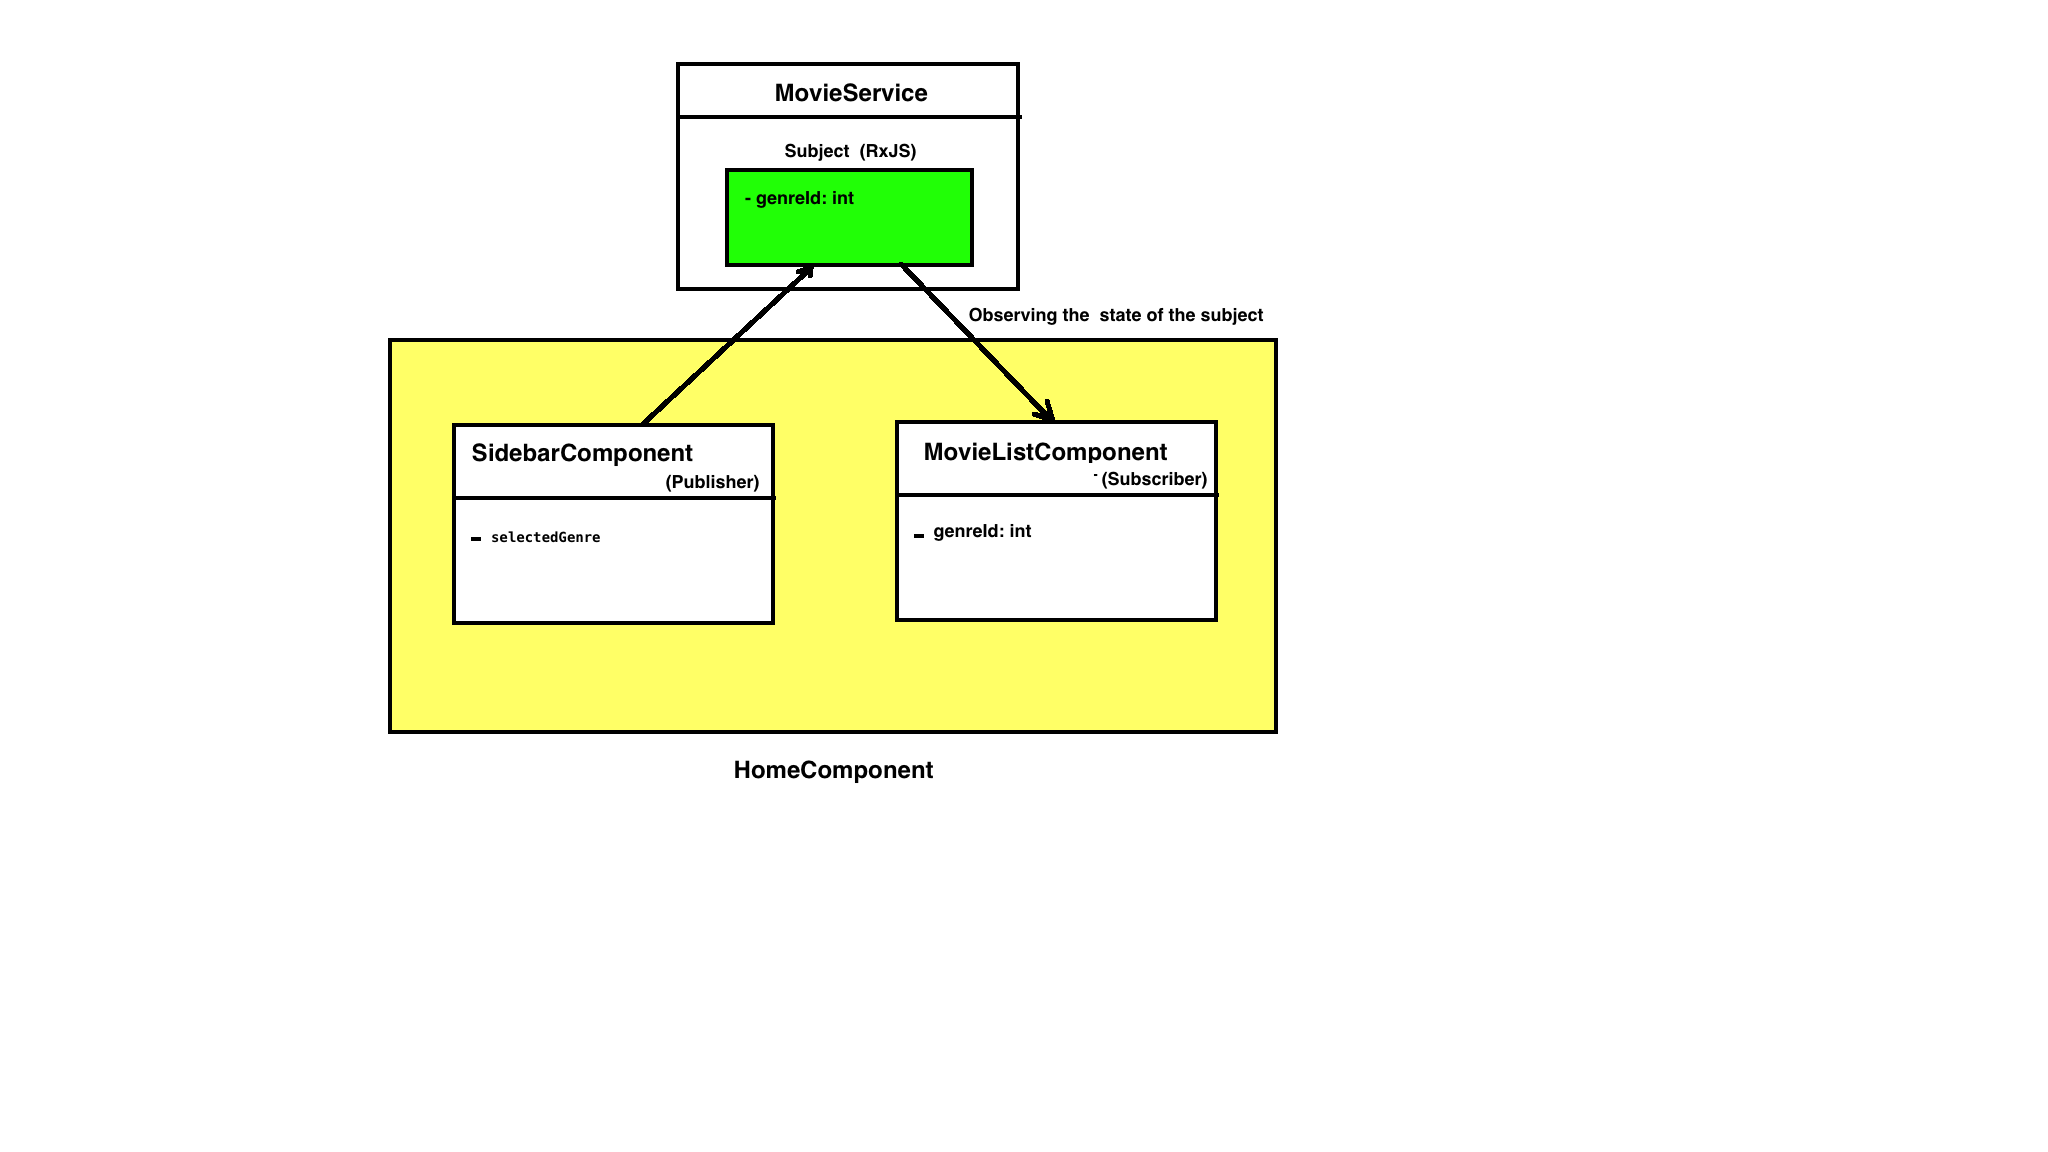 MovieService
Subject (RxJS)
- genreId: int
Observing the state of the subject
SidebarComponent
(Publisher)
- selectedGenre
MovieListComponent
- (Subscriber)
- genreId: int
HomeComponent